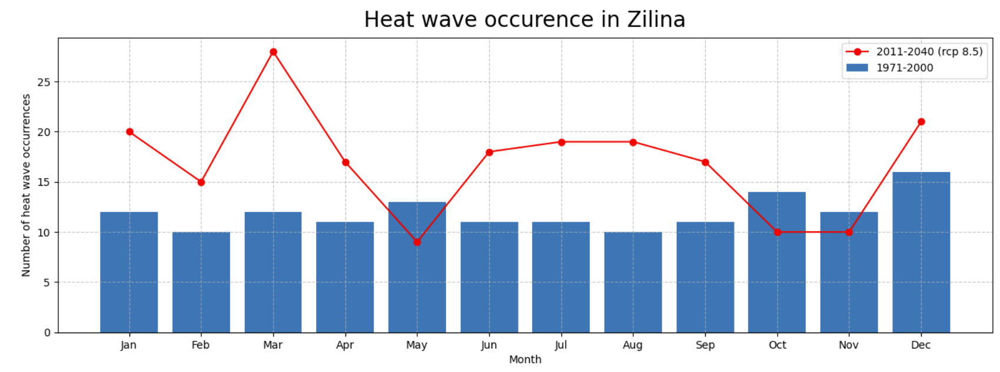 Heat wave occurence in Zilina
2011-2040 (rcp 8.5)
1971-2000
Number of heat wave occurrences
25
20
15
10
5
0
Jan Feb Mar Apr May Jun Jul Aug Sep Oct Nov Dec
Month